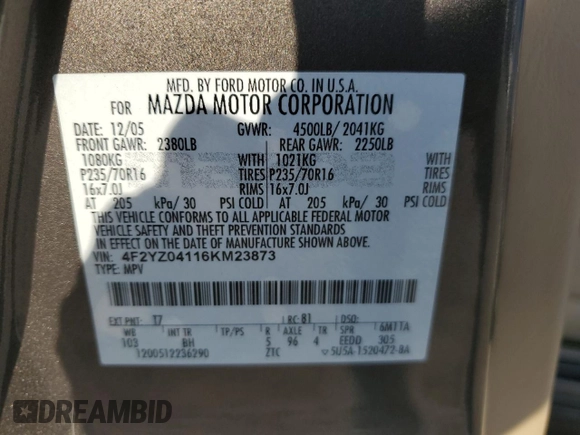 MFD. BY FORD MOTOR CO. IN U.S.A.
FOR MAZDA MOTOR CORPORATION
DATE: 12/05 GVWR: 4500LB/ 2041KG
FRONT GAWR: 2380LB REAR GAWR: 2250LB
1080KG WITH 1021KG WITH
P235/70R16 TIRES P235/70R16 TIRES
16x7.0J RIMS 16x7.0J RIMS
AT 205 kPa/ 30 PSI COLD AT 205 kPa/ 30 PSI COLD
THIS VEHICLE CONFORMS TO ALL APPLICABLE FEDERAL MOTOR
VEHICLE SAFETY AND THEFT PREVENTION STANDARDS
IN EFFECT ON THE DATE OF MANUFACTURE SHOWN ABOVE.
VIN: 4F2YZ04116KM23873
TYPE: MPV
EXT PNT: T7 RC: 81 DSO:
WB INT TR TP/PS R AXLE TR SPR 6M11A
103 BH 5 96 4 EEDD 305
1200512236290 ZTC ▽5U5A-1520472-BA
DREAMBID